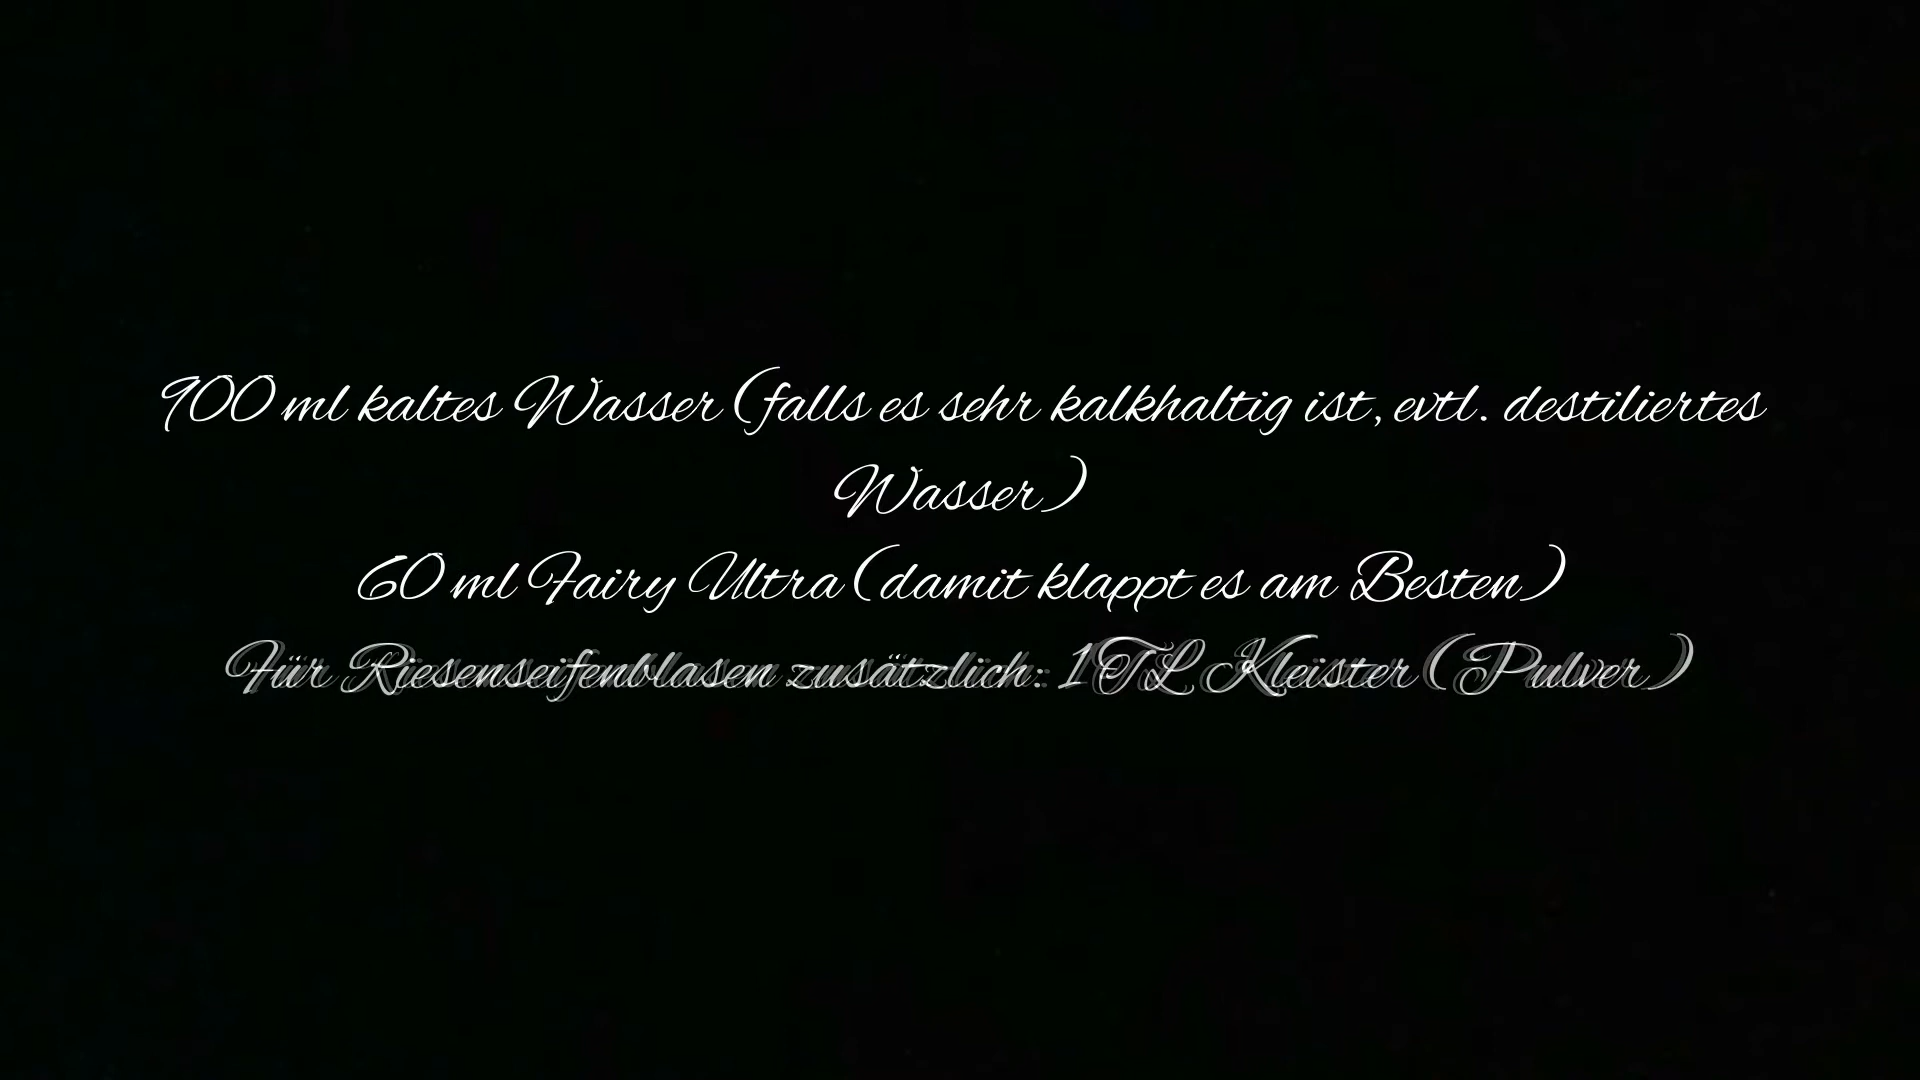 900 ml kaltes Wasser (falls es sehr kalkhaltig ist, evtl. destiliertes
Wasser)
60 ml Fairy Ultra (damit klappt es am Besten)
Für Riesenseifenblasen zusätzlich: 1 TL Kleister (Pulver)